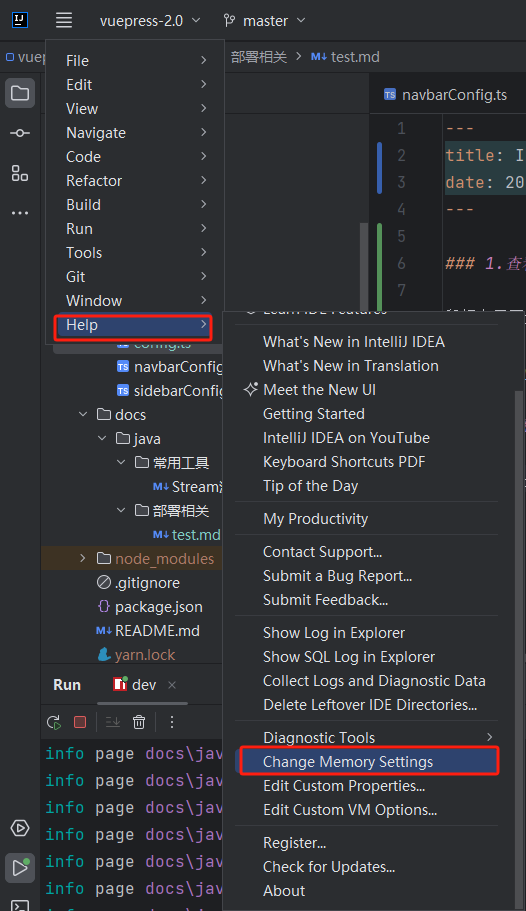 IJ
vuepress-2.0
master
部署相关
test.md
File
Edit
View
Navigate
Code
Refactor
Build
Run
Tools
Git
Window
Help
TS navbarConfig.ts
1 ---
2
3 date: 20
4 ---
5
6 ### 1.
7
What's New in IntelliJ IDEA
What's New in Translation
Meet the New UI
Getting Started
IntelliJ IDEA on YouTube
Keyboard Shortcuts PDF
Tip of the Day
My Productivity
Contact Support...
Submit a Bug Report...
Submit Feedback...
Show Log in Explorer
Show SQL Log in Explorer
Collect Logs and Diagnostic Data
Delete Leftover IDE Directories...
Diagnostic Tools
Change Memory Settings
Edit Custom Properties...
Edit Custom VM Options...
Register...
Check for Updates...
About
TS navbarConfig
TS sidebarConfig
docs
java
常用工具
M↓ Stream
部署相关
M↓ test.md
node_modules
.gitignore
package.json
M↓ README.md
yarn.lock
Run
dev
info page docs\jav
info page docs\jav
info page docs\jav
info page docs\jav
info page docs\jav
info page docs\jav